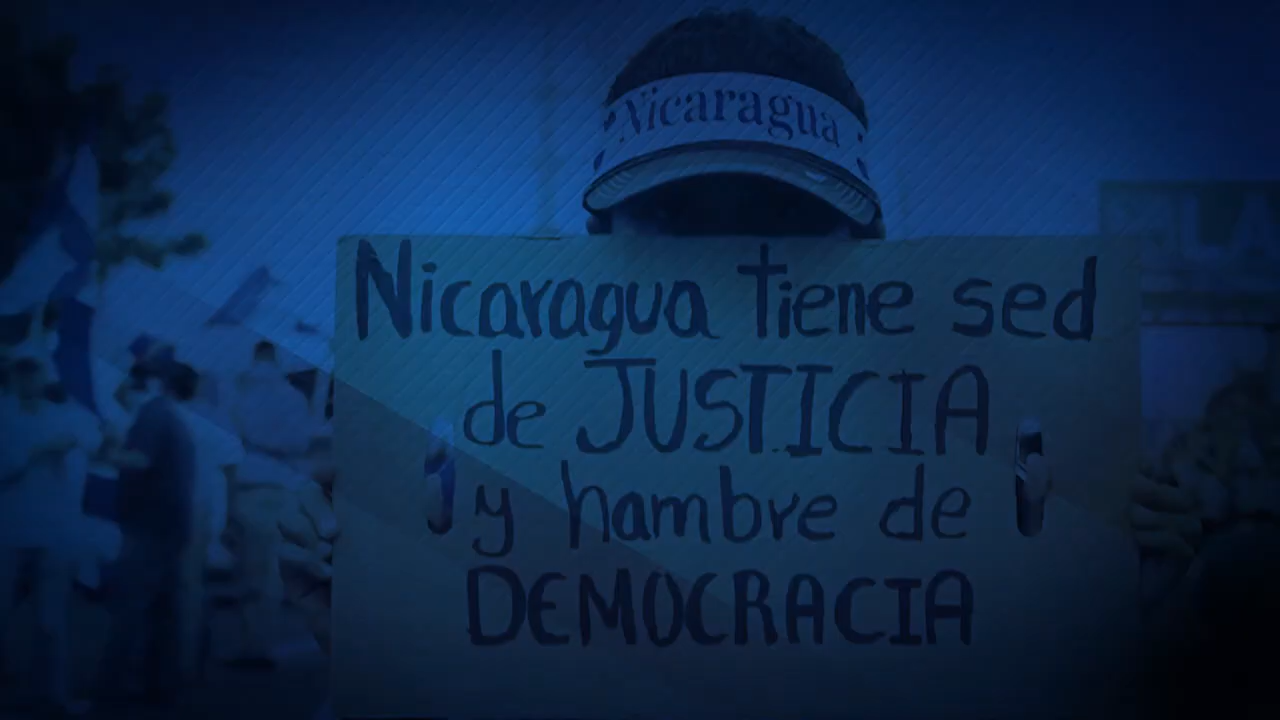 Nicaragua
Nicaragua tiene sed
de JUSTICIA
y hambre de
DEMOCRACIA